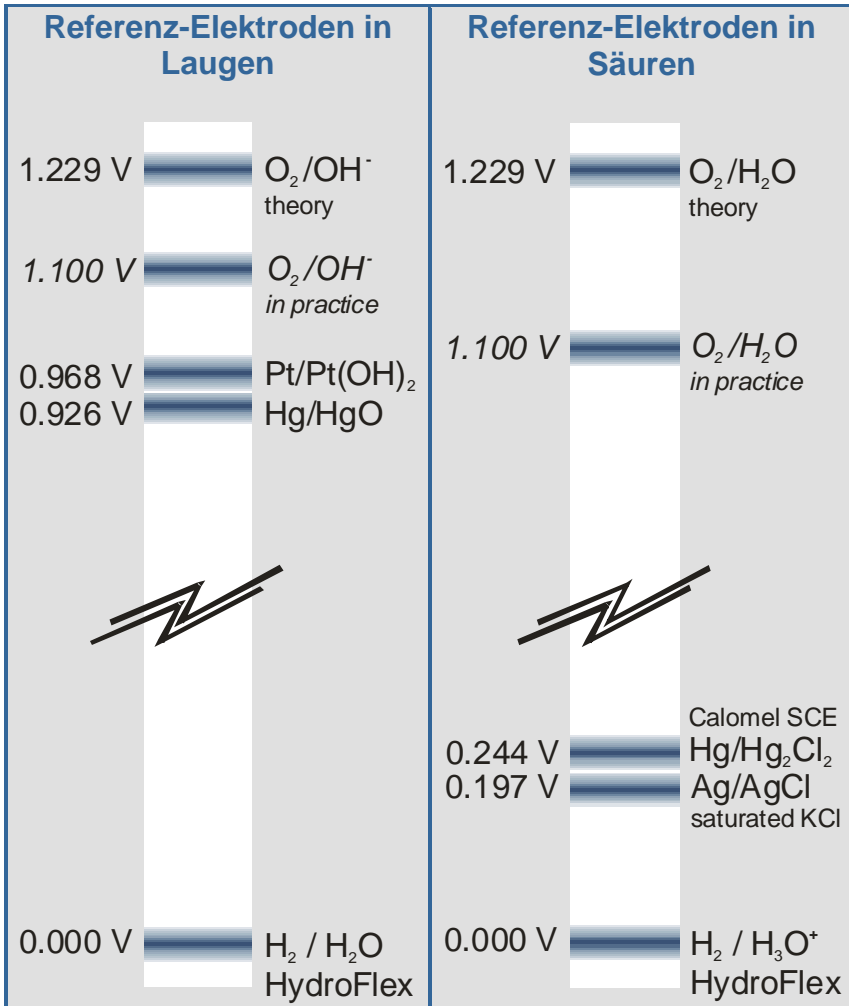 Referenz-Elektroden in
Laugen
1.229 V O₂/OH⁻
theory
1.100 V O₂/OH⁻
in practice
0.968 V Pt/Pt(OH)₂
0.926 V Hg/HgO
0.000 V H₂ / H₂O
HydroFlex
Referenz-Elektroden in
Säuren
1.229 V O₂/H₂O
theory
1.100 V O₂/H₂O
in practice
Calomel SCE
0.244 V Hg/Hg₂Cl₂
0.197 V Ag/AgCl
saturated KCl
0.000 V H₂ / H₃O⁺
HydroFlex